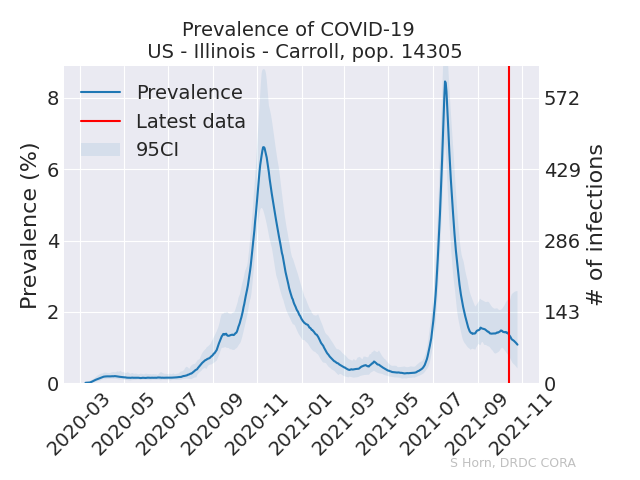 Prevalence of COVID-19
US - Illinois - Carroll, pop. 14305
Prevalence
Latest data
95CI
Prevalence (%)
8
6
4
2
0
# of infections
572
429
286
143
0
2020-03
2020-05
2020-07
2020-09
2020-11
2021-01
2021-03
2021-05
2021-07
2021-09
2021-11
S Horn, DRDC CORA